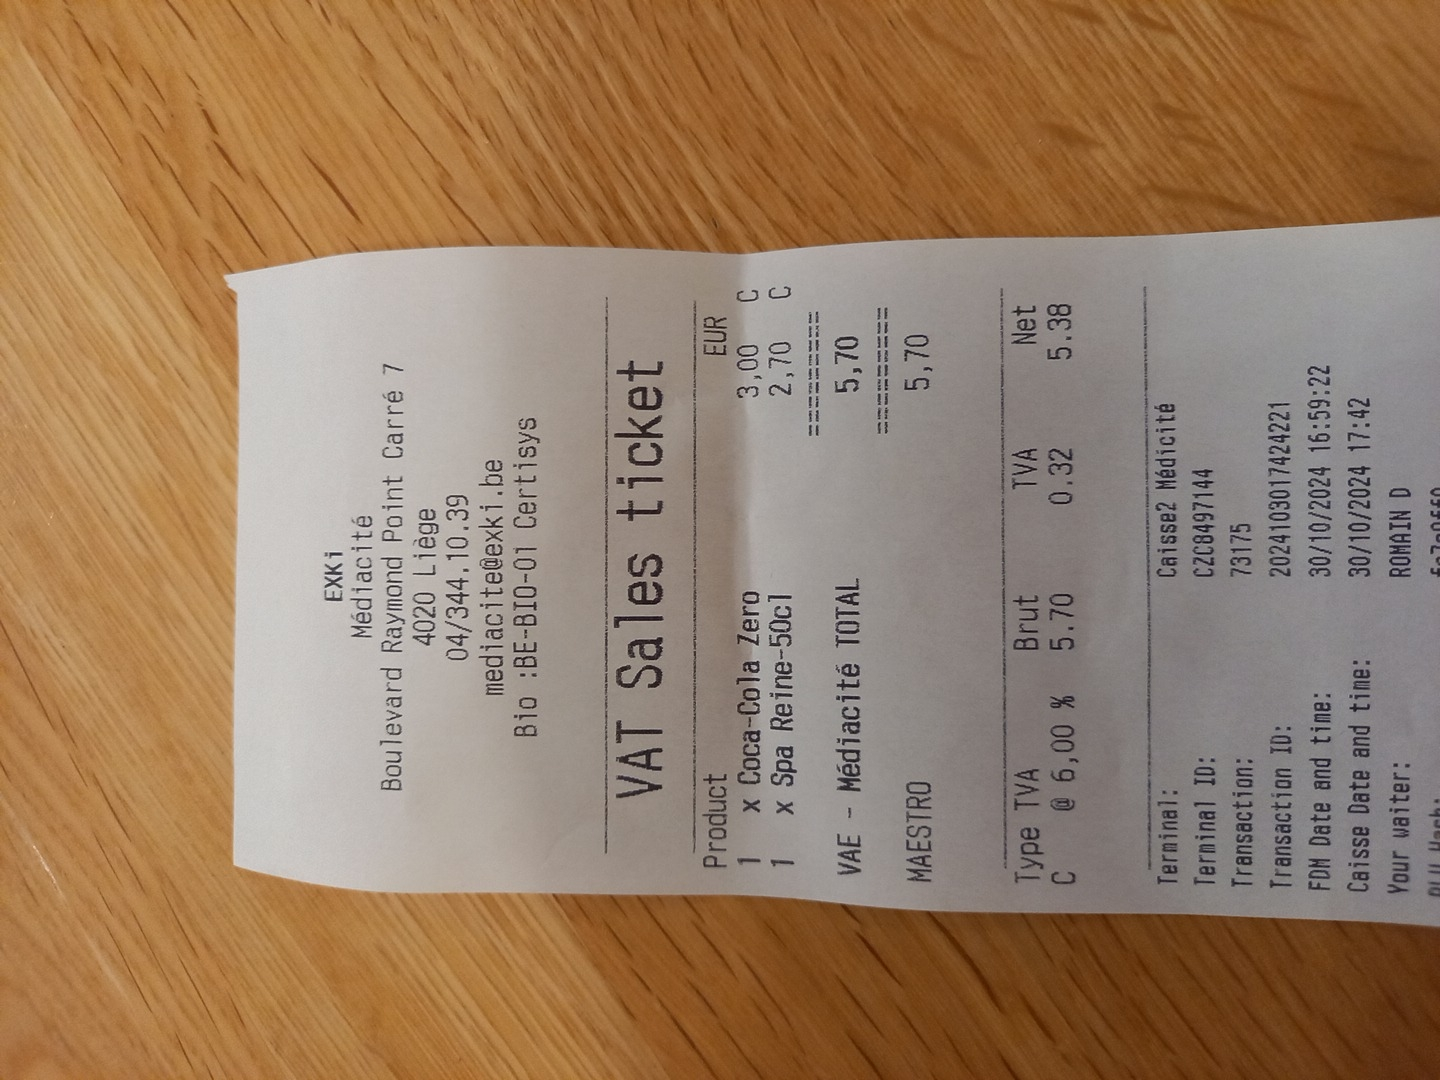 EXKi
Médiacité
Boulevard Raymond Point Carré 7
4020 Liège
04/344.10.39
mediacite@exki.be
Bio :BE-BIO-01 Certisys
VAT Sales ticket
Product EUR
1 x Coca-Cola Zero 3,00 C
1 x Spa Reine-50cl 2,70 C
==========
VAE - Médiacité TOTAL 5,70
==========
MAESTRO 5,70
Type TVA Brut TVA Net
C @ 6,00 % 5.70 0.32 5.38
Terminal: Caisse2 Médicité
Terminal ID: CZC8497144
Transaction: 73175
Transaction ID: 20241030017424221
FDM Date and time: 30/10/2024 16:59:22
Caisse Date and time: 30/10/2024 17:42
Your waiter: ROMAIN D